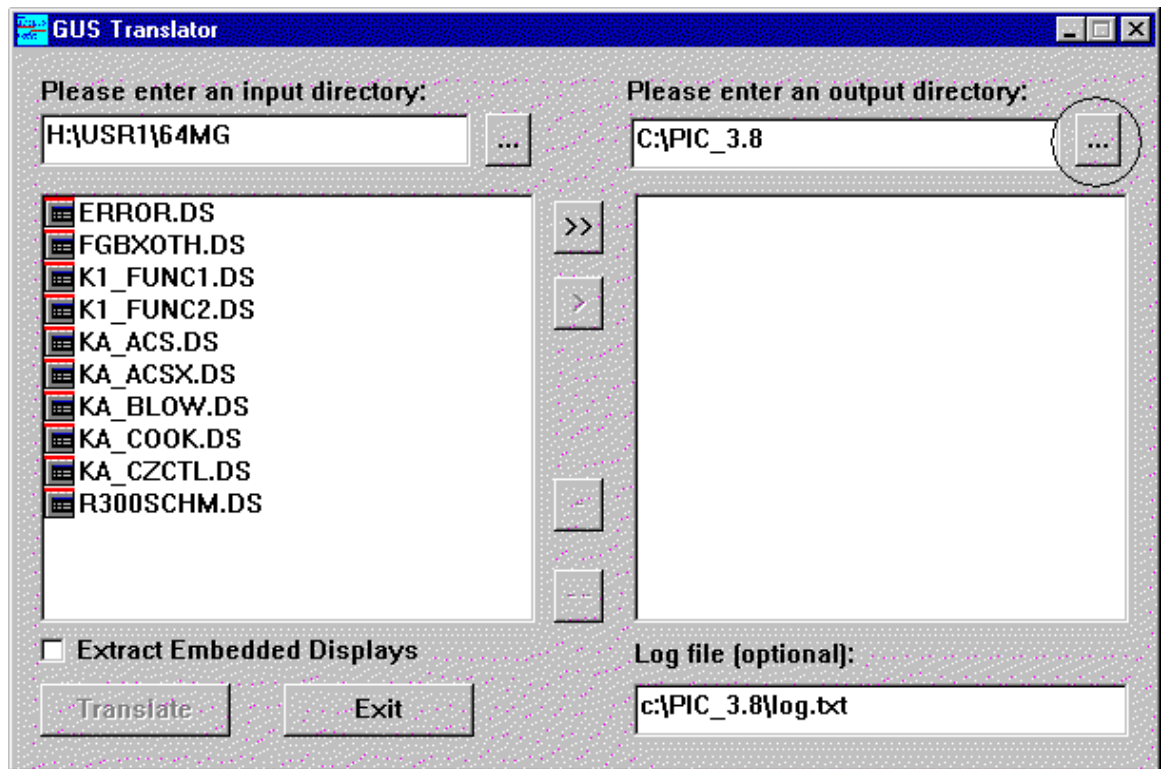 GUS Translator
Please enter an input directory:
H:\USR1\64MG
...
Please enter an output directory:
C:\PIC_3.8
...
ERROR.DS
FGBXOTH.DS
K1_FUNC1.DS
K1_FUNC2.DS
KA_ACS.DS
KA_ACSX.DS
KA_BLOW.DS
KA_COOK.DS
KA_CZCTL.DS
R300SCHM.DS
>>
>
-
--
Extract Embedded Displays
Translate
Exit
Log file (optional):
c:\PIC_3.8\log.txt